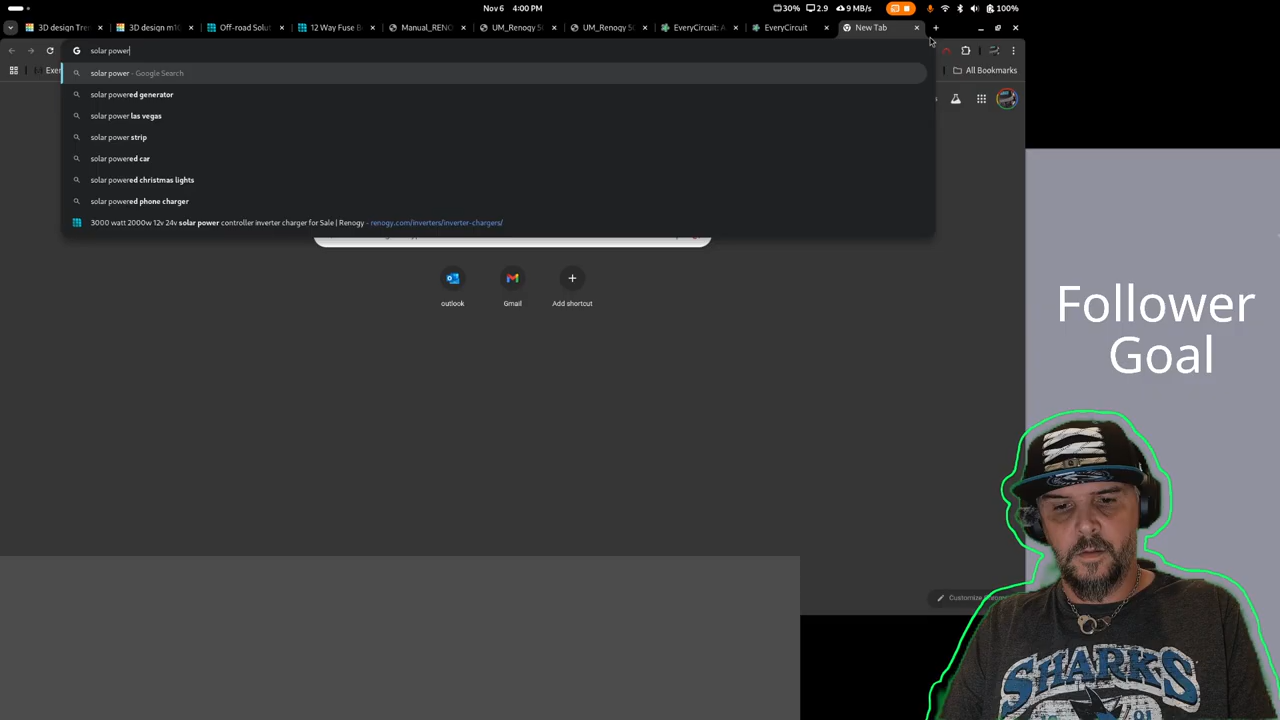 Nov 6 4:00 PM
30% 2.9 9 MB/s 100%
3D design Tre
3D design m1
Off-road Solu
12 Way Fuse B
Manual_RENO
UM_Renogy 5
UM_Renogy 5
EveryCircuit: A
EveryCircuit
New Tab
solar power
All Bookmarks
solar power - Google Search
solar powered generator
solar power las vegas
solar power strip
solar powered car
solar powered christmas lights
solar powered phone charger
3000 watt 2000w 12v 24v solar power controller inverter charger for Sale | Renogy - renogy.com/inverters/inverter-chargers/
outlook
Gmail
Add shortcut
Customize
Follower
Goal
SHARKS